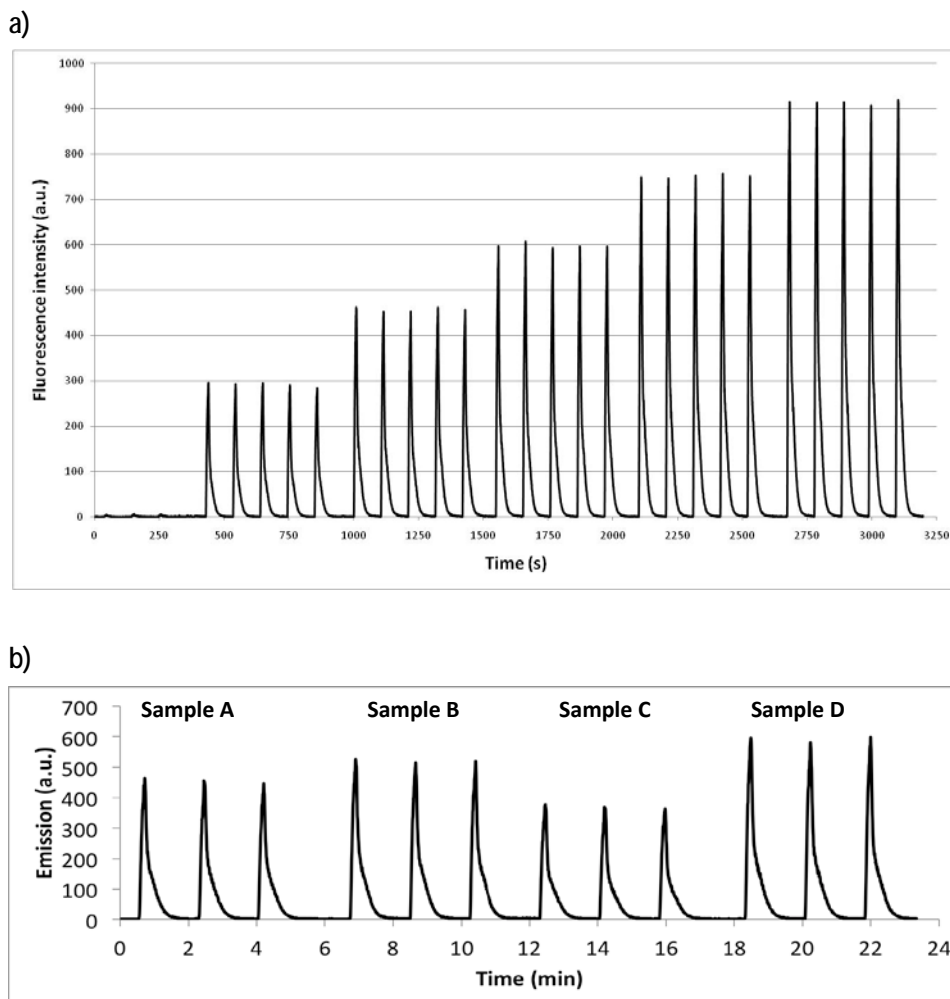 a)
1000
900
800
700
600
500
400
300
200
100
0
Fluorescence intensity (a.u.)
0 250 500 750 1000 1250 1500 1750 2000 2250 2500 2750 3000 3250
Time (s)
b)
Sample A Sample B Sample C Sample D
700
600
500
400
300
200
100
0
Emission (a.u.)
0 2 4 6 8 10 12 14 16 18 20 22 24
Time (min)